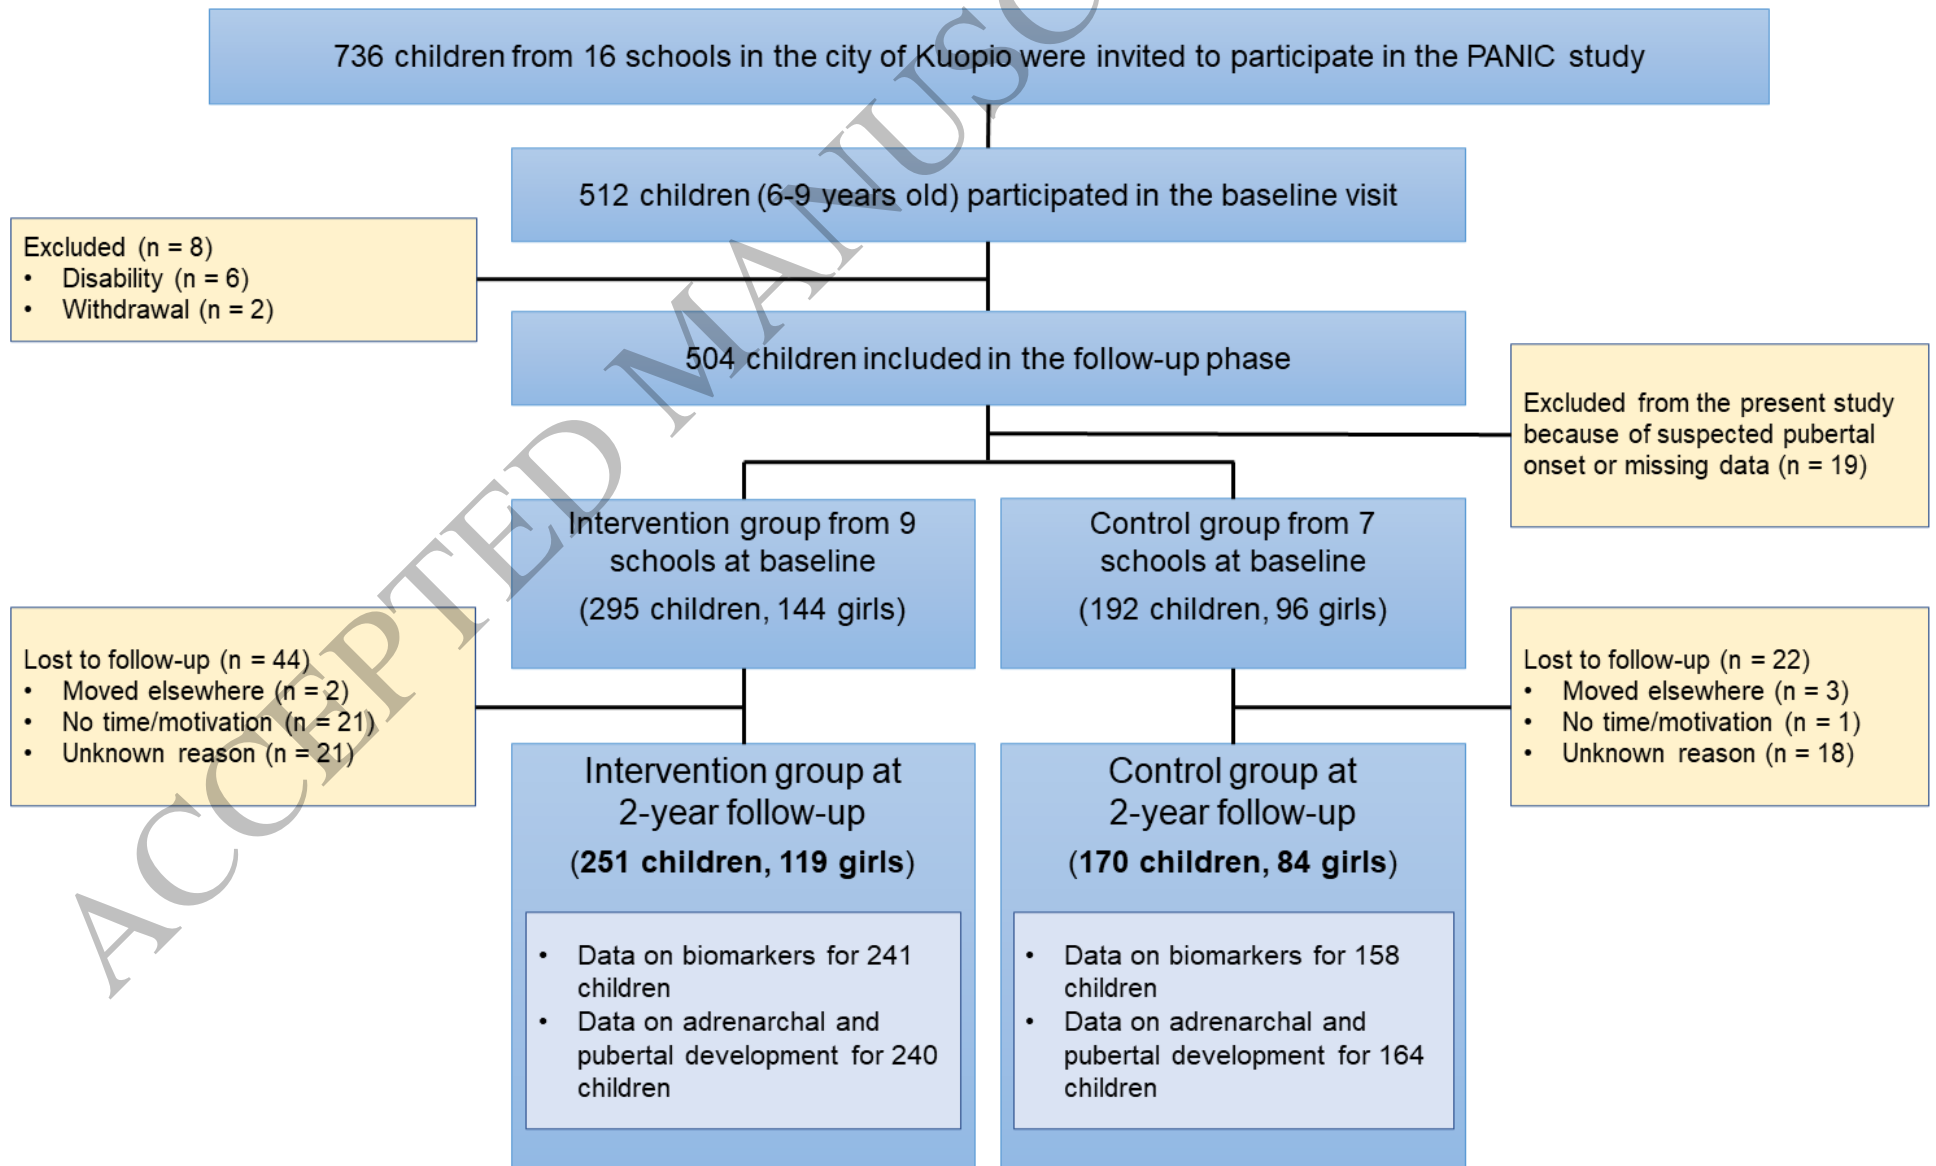 736 children from 16 schools in the city of Kuopio were invited to participate in the PANIC study
512 children (6-9 years old) participated in the baseline visit
Excluded (n = 8)
• Disability (n = 6)
• Withdrawal (n = 2)
504 children included in the follow-up phase
Excluded from the present study
because of suspected pubertal
onset or missing data (n = 19)
Intervention group from 9
schools at baseline
(295 children, 144 girls)
Control group from 7
schools at baseline
(192 children, 96 girls)
Lost to follow-up (n = 44)
• Moved elsewhere (n = 2)
• No time/motivation (n = 21)
• Unknown reason (n = 21)
Lost to follow-up (n = 22)
• Moved elsewhere (n = 3)
• No time/motivation (n = 1)
• Unknown reason (n = 18)
Intervention group at
2-year follow-up
(251 children, 119 girls)
• Data on biomarkers for 241
children
• Data on adrenarchal and
pubertal development for 240
children
Control group at
2-year follow-up
(170 children, 84 girls)
• Data on biomarkers for 158
children
• Data on adrenarchal and
pubertal development for 164
children
ACCEPTED MANUSC